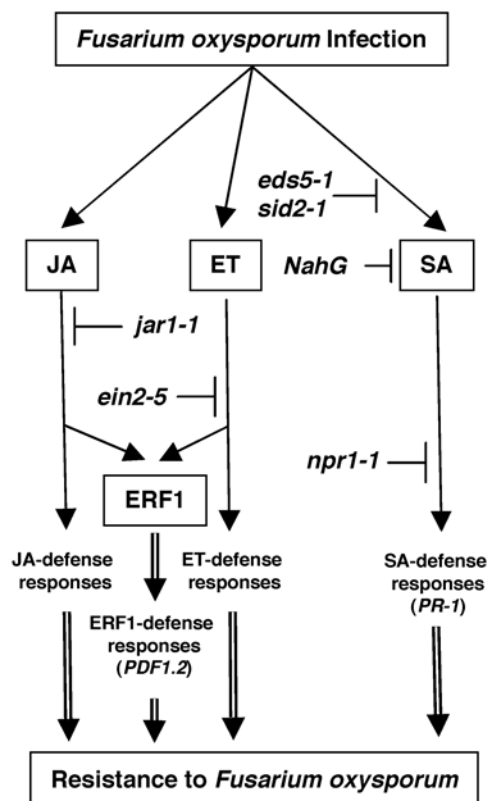 Fusarium oxysporum Infection
eds5-1
sid2-1
JA
ET
NahG
SA
jar1-1
ein2-5
npr1-1
ERF1
JA-defense
responses
ET-defense
responses
SA-defense
responses
(PR-1)
ERF1-defense
responses
(PDF1.2)
Resistance to Fusarium oxysporum